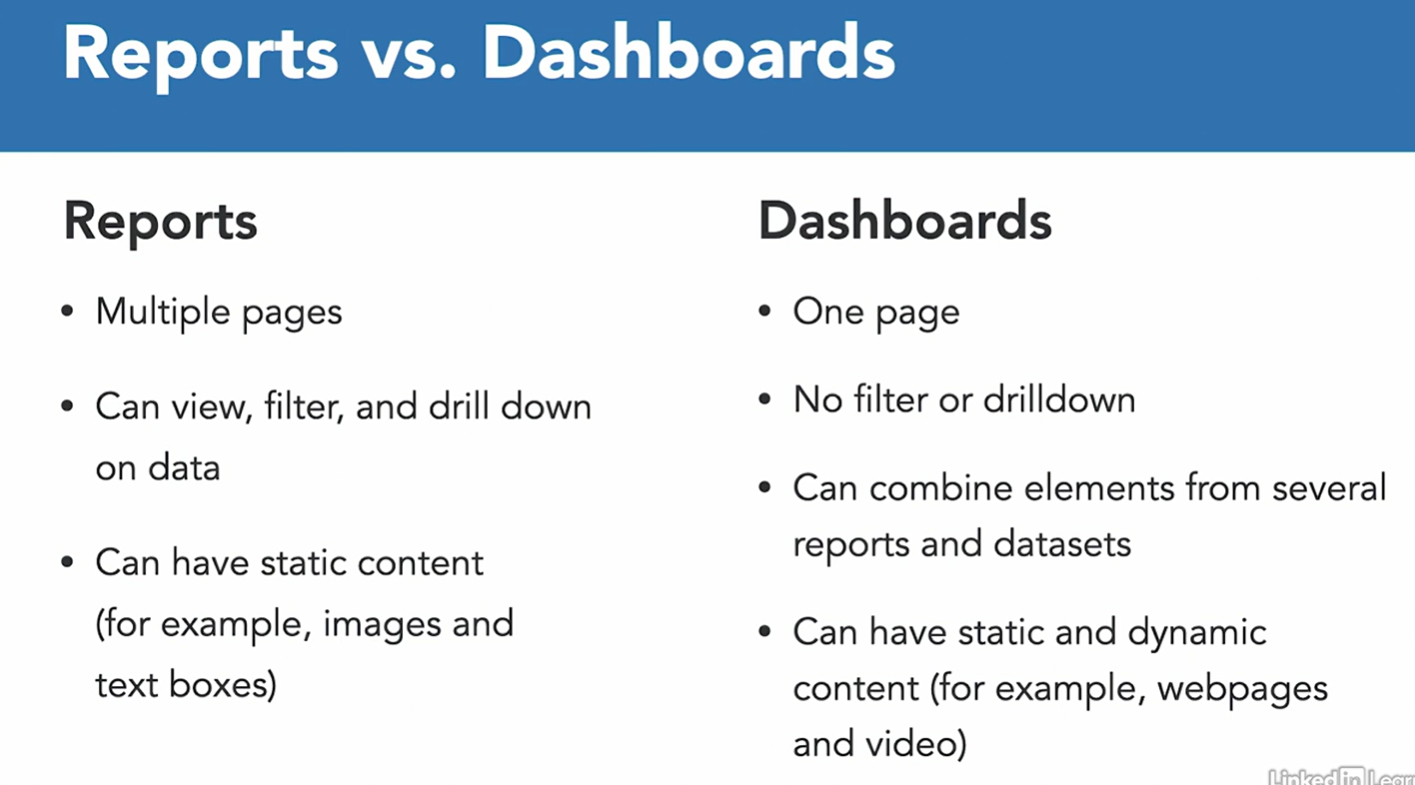 Reports vs. Dashboards
Reports
• Multiple pages
• Can view, filter, and drill down
on data
• Can have static content
(for example, images and
text boxes)
Dashboards
• One page
• No filter or drilldown
• Can combine elements from several
reports and datasets
• Can have static and dynamic
content (for example, webpages
and video)
Linked in